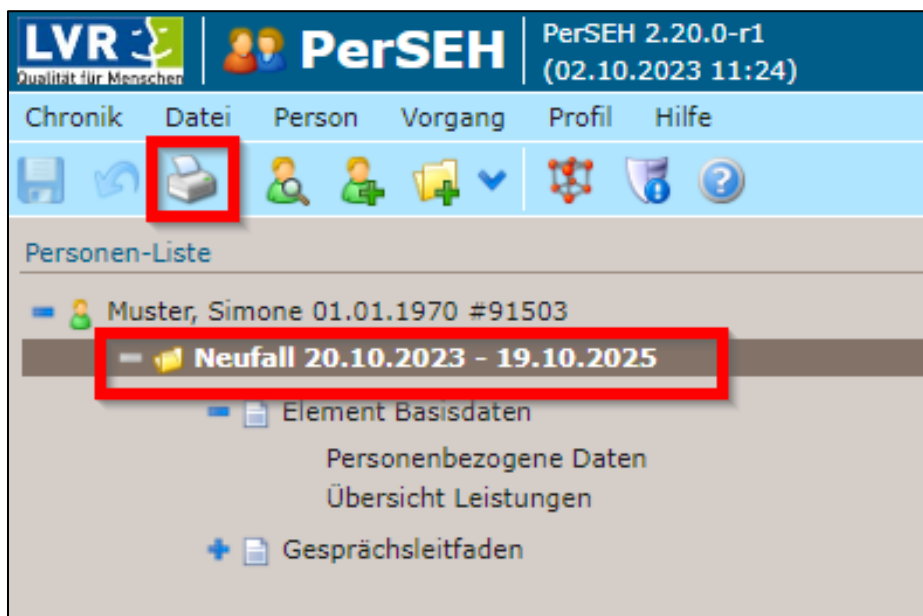 LVR
Qualität für Menschen
PerSEH
PerSEH 2.20.0-r1
(02.10.2023 11:24)
Chronik Datei Person Vorgang Profil Hilfe
Personen-Liste
Muster, Simone 01.01.1970 #91503
Neufall 20.10.2023 - 19.10.2025
Element Basisdaten
Personenbezogene Daten
Übersicht Leistungen
Gesprächsleitfaden